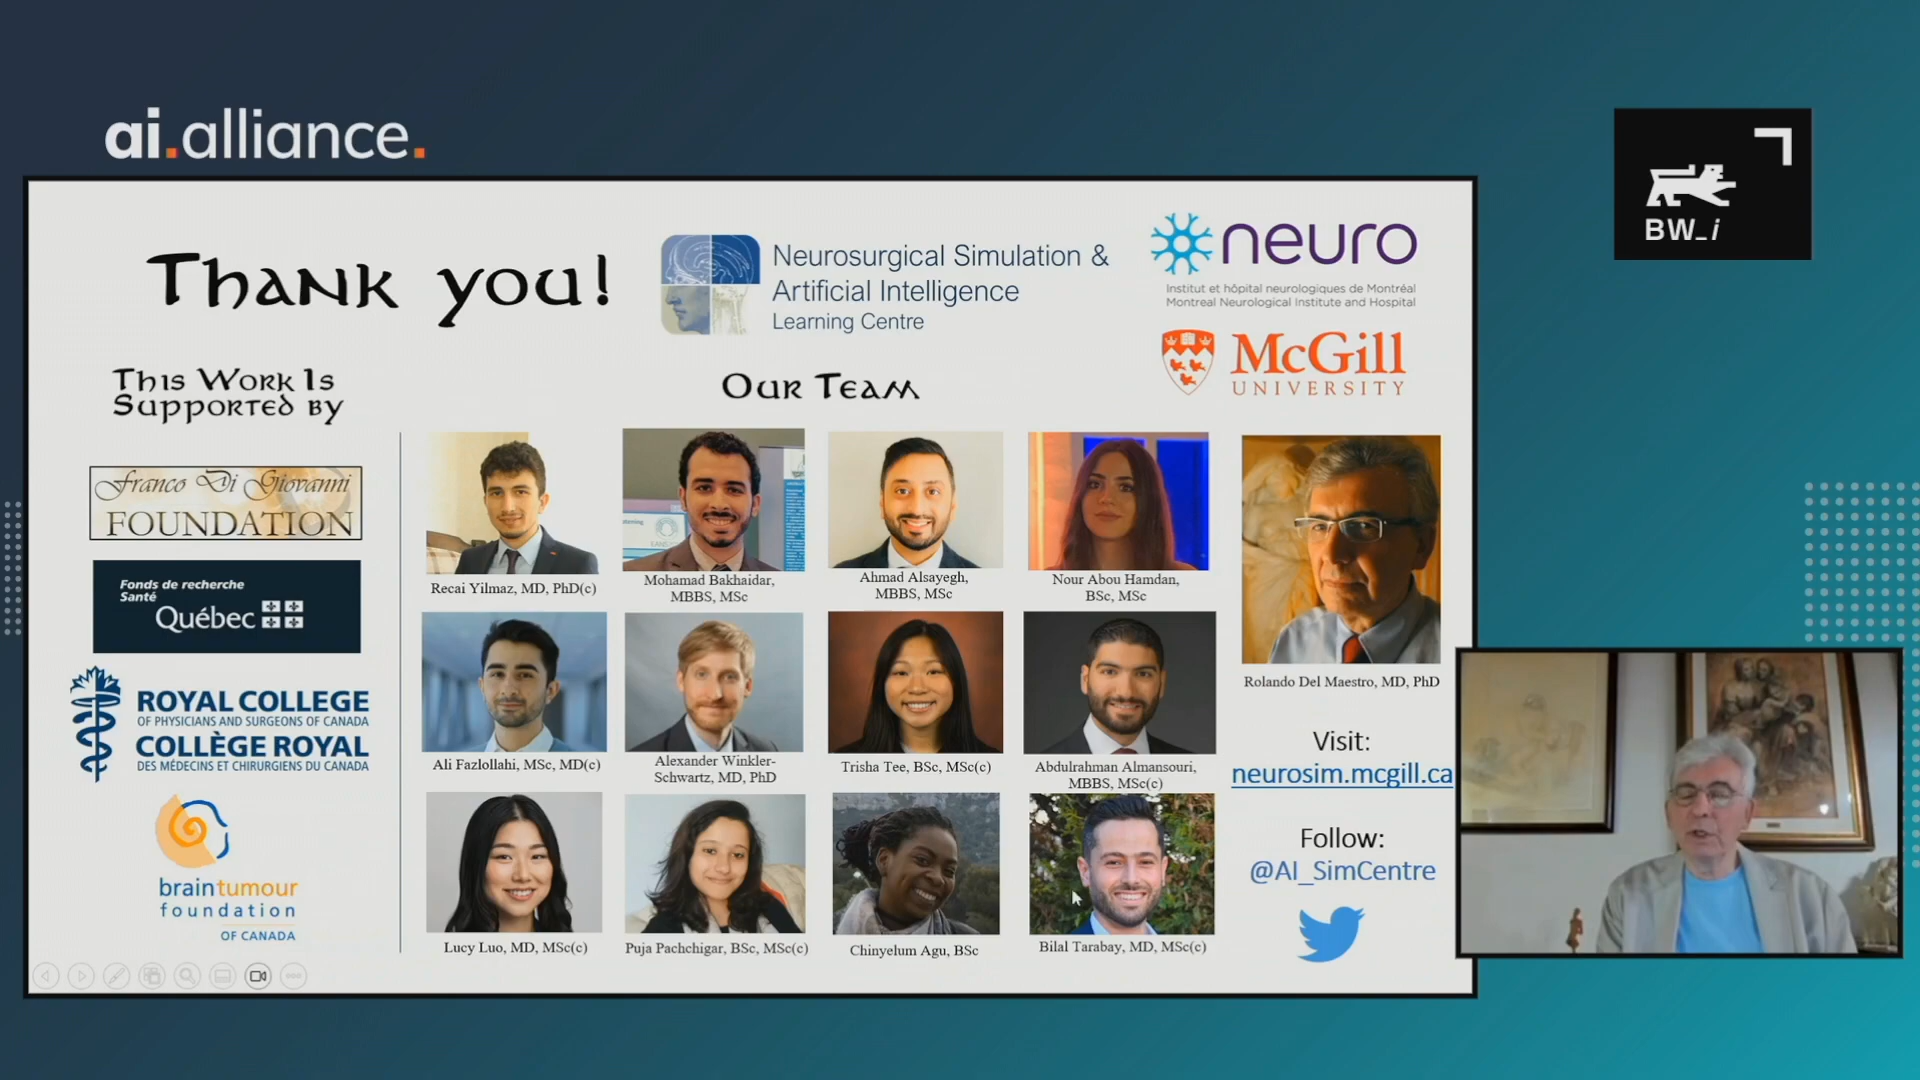 ai.alliance.
BW_i
Thank you!
Neurosurgical Simulation &
Artificial Intelligence
Learning Centre
neuro
Institut et hôpital neurologiques de Montréal
Montreal Neurological Institute and Hospital
McGill
UNIVERSITY
This Work Is
Supported by
Franco Di Giovanni
FOUNDATION
Fonds de recherche
Santé
Québec
ROYAL COLLEGE
OF PHYSICIANS AND SURGEONS OF CANADA
COLLÈGE ROYAL
DES MÉDECINS ET CHIRURGIENS DU CANADA
braintumour
foundation
OF CANADA
Our Team
Recai Yilmaz, MD, PhD(c)
Mohamad Bakhaidar,
MBBS, MSc
Ahmad Alsayegh,
MBBS, MSc
Nour Abou Hamdan,
BSc, MSc
Ali Fazlollahi, MSc, MD(c)
Alexander Winkler-
Schwartz, MD, PhD
Trisha Tee, BSc, MSc(c)
Abdulrahman Almansouri,
MBBS, MSc(c)
Lucy Luo, MD, MSc(c)
Puja Pachchigar, BSc, MSc(c)
Chinyelum Agu, BSc
Bilal Tarabay, MD, MSc(c)
Rolando Del Maestro, MD, PhD
Visit:
neurosim.mcgill.ca
Follow:
@AI_SimCentre